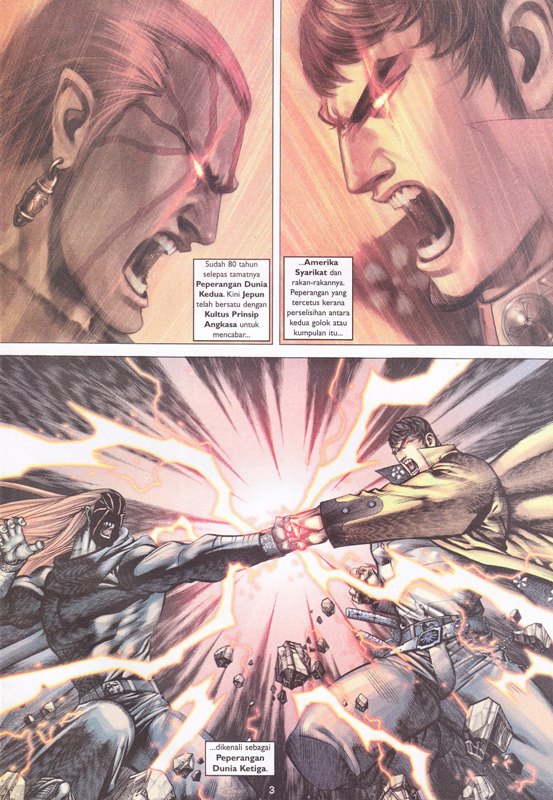 Sudah 80 tahun
selepas tamatnya
Peperangan Dunia
Kedua. Kini Jepun
telah bersatu dengan
Kultus Prinsip
Angkasa untuk
mencabar...
...Amerika
Syarikat dan
rakan-rakannya.
Peperangan yang
tercetus kerana
perselisihan antara
kedua golok atau
kumpulan itu...
...dikenali sebagai
Peperangan
Dunia Ketiga.
3